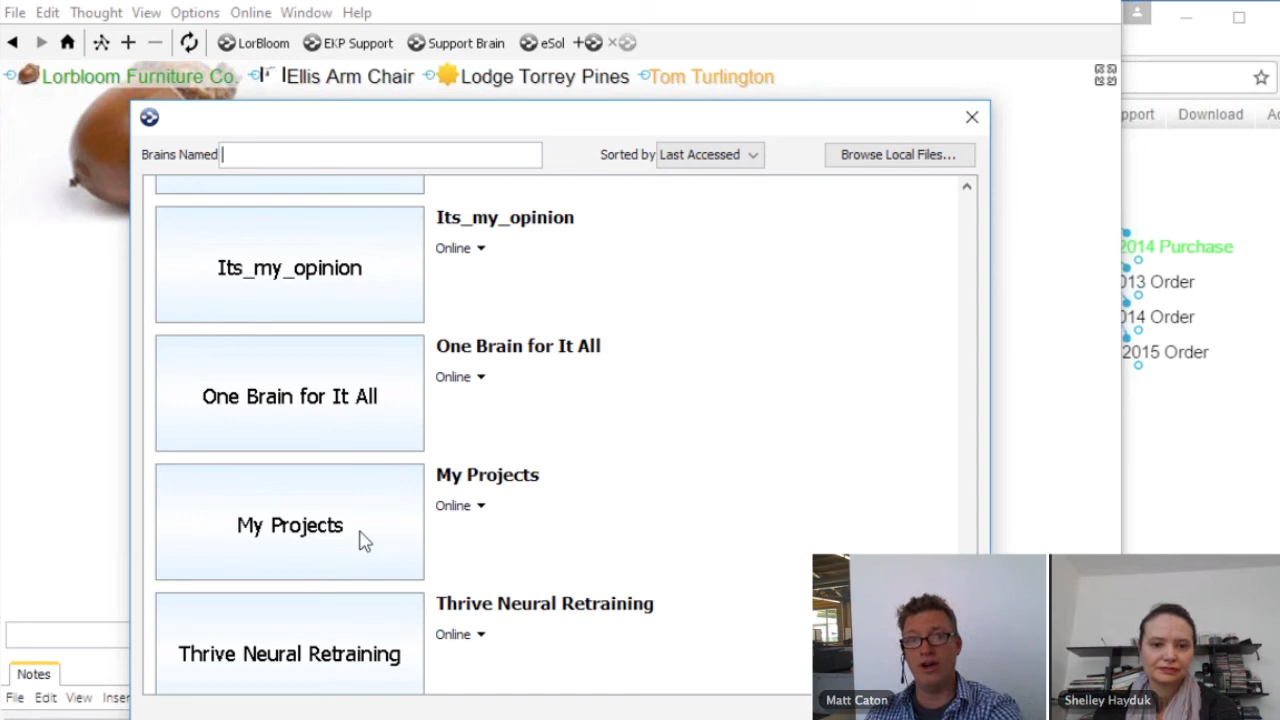 File Edit Thought View Options Online Window Help
LorBloom EKP Support Support Brain eSol
Lorbloom Furniture Co. Ellis Arm Chair Lodge Torrey Pines Tom Turlington
pport Download Ad
Brains Named Sorted by Last Accessed Browse Local Files...
Its_my_opinion
Online
Its_my_opinion
One Brain for It All
Online
One Brain for It All
My Projects
Online
My Projects
Thrive Neural Retraining
Online
Thrive Neural Retraining
2014 Purchase
013 Order
014 Order
2015 Order
Notes
File Edit View Inser
Matt Caton
Shelley Hayduk